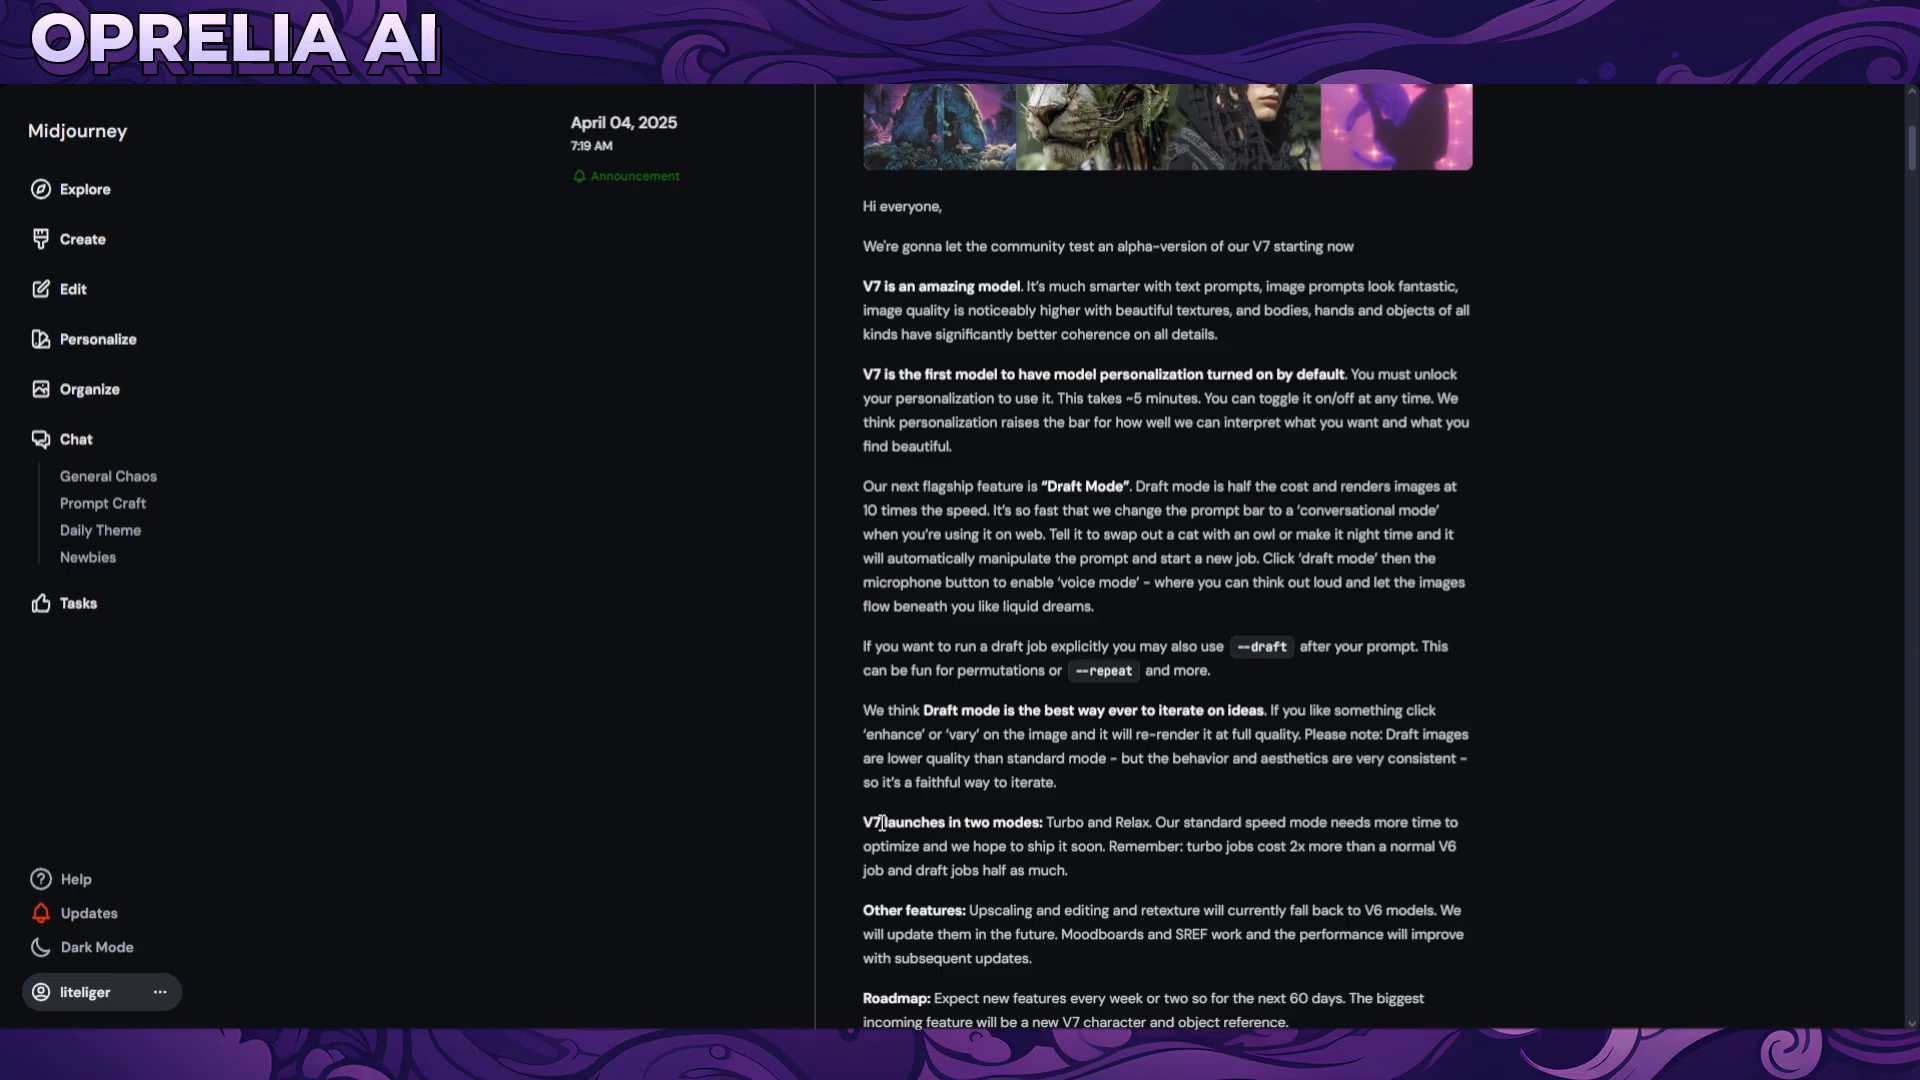 OPRELIA AI
Midjourney
Explore
Create
Edit
Personalize
Organize
Chat
General Chaos
Prompt Craft
Daily Theme
Newbies
Tasks
Help
Updates
Dark Mode
liteliger ···
April 04, 2025
7:19 AM
Announcement
Hi everyone,
We're gonna let the community test an alpha-version of our V7 starting now
V7 is an amazing model. It's much smarter with text prompts, image prompts look fantastic,
image quality is noticeably higher with beautiful textures, and bodies, hands and objects of all
kinds have significantly better coherence on all details.
V7 is the first model to have model personalization turned on by default. You must unlock
your personalization to use it. This takes ~5 minutes. You can toggle it on/off at any time. We
think personalization raises the bar for how well we can interpret what you want and what you
find beautiful.
Our next flagship feature is “Draft Mode”. Draft mode is half the cost and renders images at
10 times the speed. It's so fast that we change the prompt bar to a ‘conversational mode’
when you're using it on web. Tell it to swap out a cat with an owl or make it night time and it
will automatically manipulate the prompt and start a new job. Click ‘draft mode’ then the
microphone button to enable ‘voice mode’ - where you can think out loud and let the images
flow beneath you like liquid dreams.
If you want to run a draft job explicitly you may also use --draft after your prompt. This
can be fun for permutations or --repeat and more.
We think Draft mode is the best way ever to iterate on ideas. If you like something click
‘enhance’ or ‘vary’ on the image and it will re-render it at full quality. Please note: Draft images
are lower quality than standard mode - but the behavior and aesthetics are very consistent -
so it's a faithful way to iterate.
V7 launches in two modes: Turbo and Relax. Our standard speed mode needs more time to
optimize and we hope to ship it soon. Remember: turbo jobs cost 2x more than a normal V6
job and draft jobs half as much.
Other features: Upscaling and editing and retexture will currently fall back to V6 models. We
will update them in the future. Moodboards and SREF work and the performance will improve
with subsequent updates.
Roadmap: Expect new features every week or two so for the next 60 days. The biggest
incoming feature will be a new V7 character and object reference.